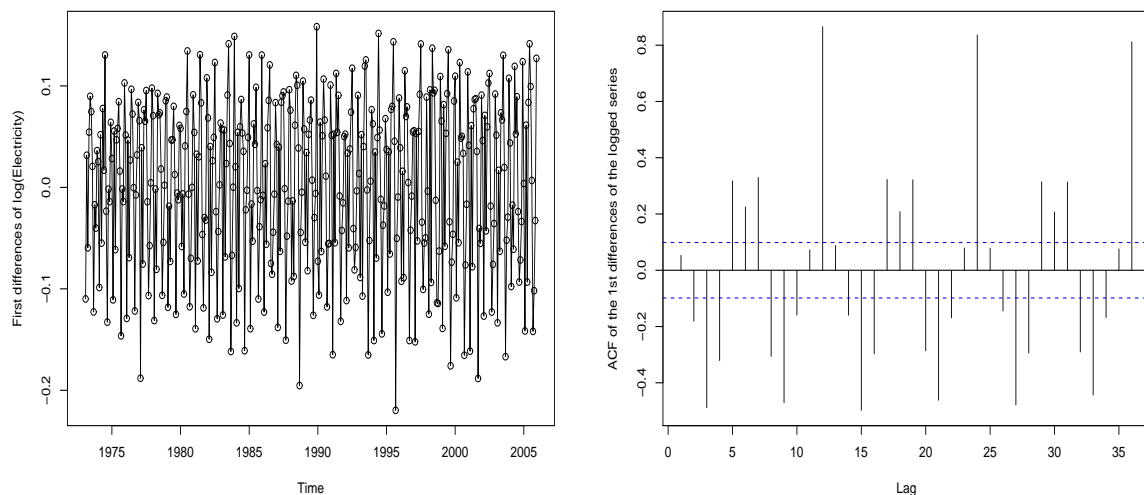 First differences of log(Electricity)
0.1
0.0
−0.1
−0.2
1975 1980 1985 1990 1995 2000 2005
Time
ACF of the 1st differences of the logged series
0.8
0.6
0.4
0.2
0.0
−0.2
−0.4
0 5 10 15 20 25 30 35
Lag